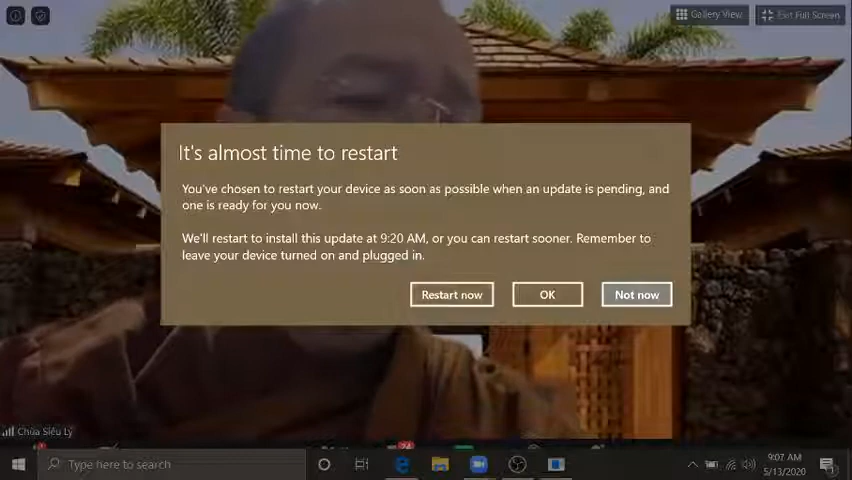 Gallery View
Exit Full Screen
It's almost time to restart
You've chosen to restart your device as soon as possible when an update is pending, and
one is ready for you now.
We'll restart to install this update at 9:20 AM, or you can restart sooner. Remember to
leave your device turned on and plugged in.
Restart now
OK
Not now
Chùa Siêu Lý
24
Type here to search
9:07 AM
5/13/2020